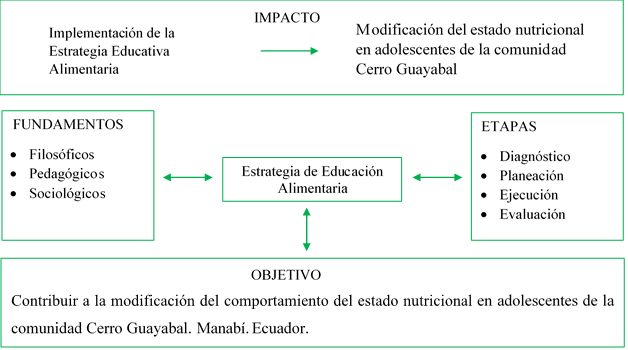 IMPACTO
Implementación de la
Estrategia Educativa
Alimentaria
Modificación del estado nutricional
en adolescentes de la comunidad
Cerro Guayabal
FUNDAMENTOS
• Filosóficos
• Pedagógicos
• Sociológicos
Estrategia de Educación
Alimentaria
ETAPAS
• Diagnóstico
• Planeación
• Ejecución
• Evaluación
OBJETIVO
Contribuir a la modificación del comportamiento del estado nutricional en adolescentes de la
comunidad Cerro Guayabal. Manabí. Ecuador.